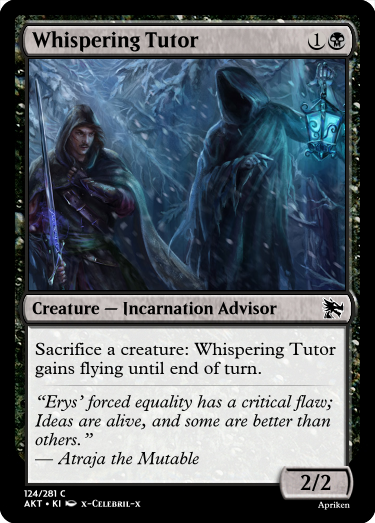 Whispering Tutor 1
Creature — Incarnation Advisor
Sacrifice a creature: Whispering Tutor
gains flying until end of turn.
“Erys’ forced equality has a critical flaw;
Ideas are alive, and some are better than
others.”
— Atraja the Mutable
2/2
124/281 C
AKT • KI x-Celebril-x
Apriken